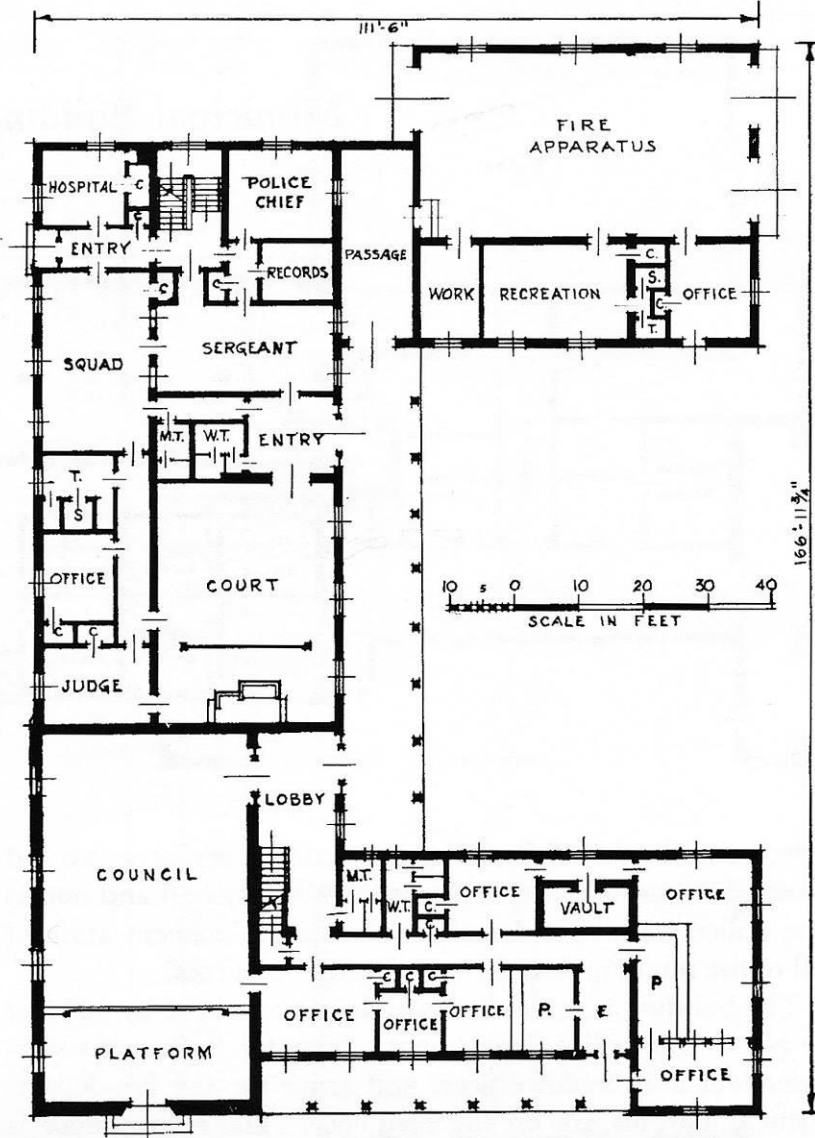 111'-6"
FIRE
APPARATUS
HOSPITAL
C
POLICE
CHIEF
C
ENTRY
PASSAGE
RECORDS
C
C
C.
S.
WORK
RECREATION
C
OFFICE
T.
SQUAD
SERGEANT
M.T.
W.T.
ENTRY
T.
S
166'-11¾"
OFFICE
COURT
10 5 0 10 20 30 40
SCALE IN FEET
C
C
JUDGE
LOBBY
COUNCIL
M.T.
W.T.
C.
C
OFFICE
VAULT
OFFICE
P
C
C
C
OFFICE
OFFICE
OFFICE
P.
E
PLATFORM
OFFICE